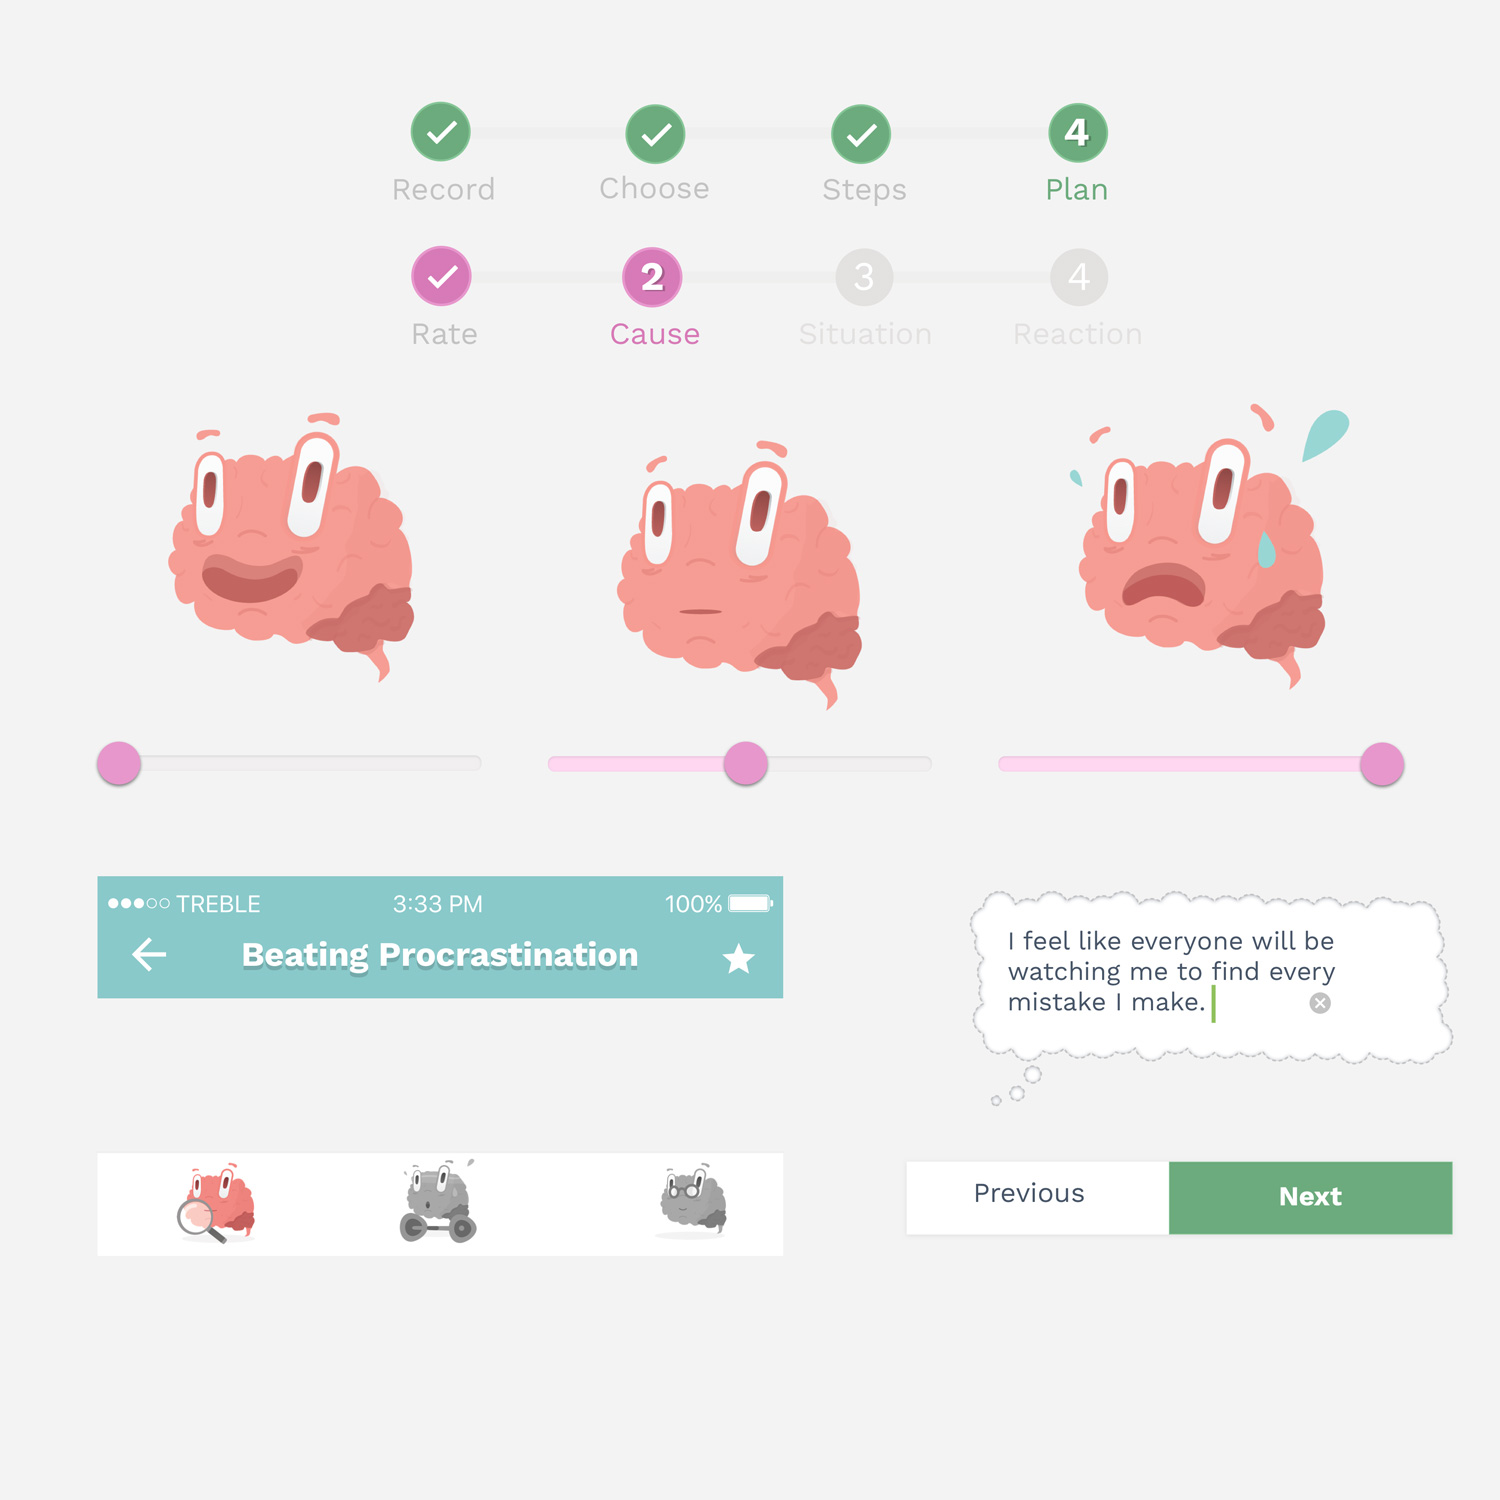 4
Record Choose Steps Plan
2 3 4
Rate Cause Situation Reaction
TREBLE 3:33 PM 100%
Beating Procrastination
I feel like everyone will be
watching me to find every
mistake I make.
Previous Next